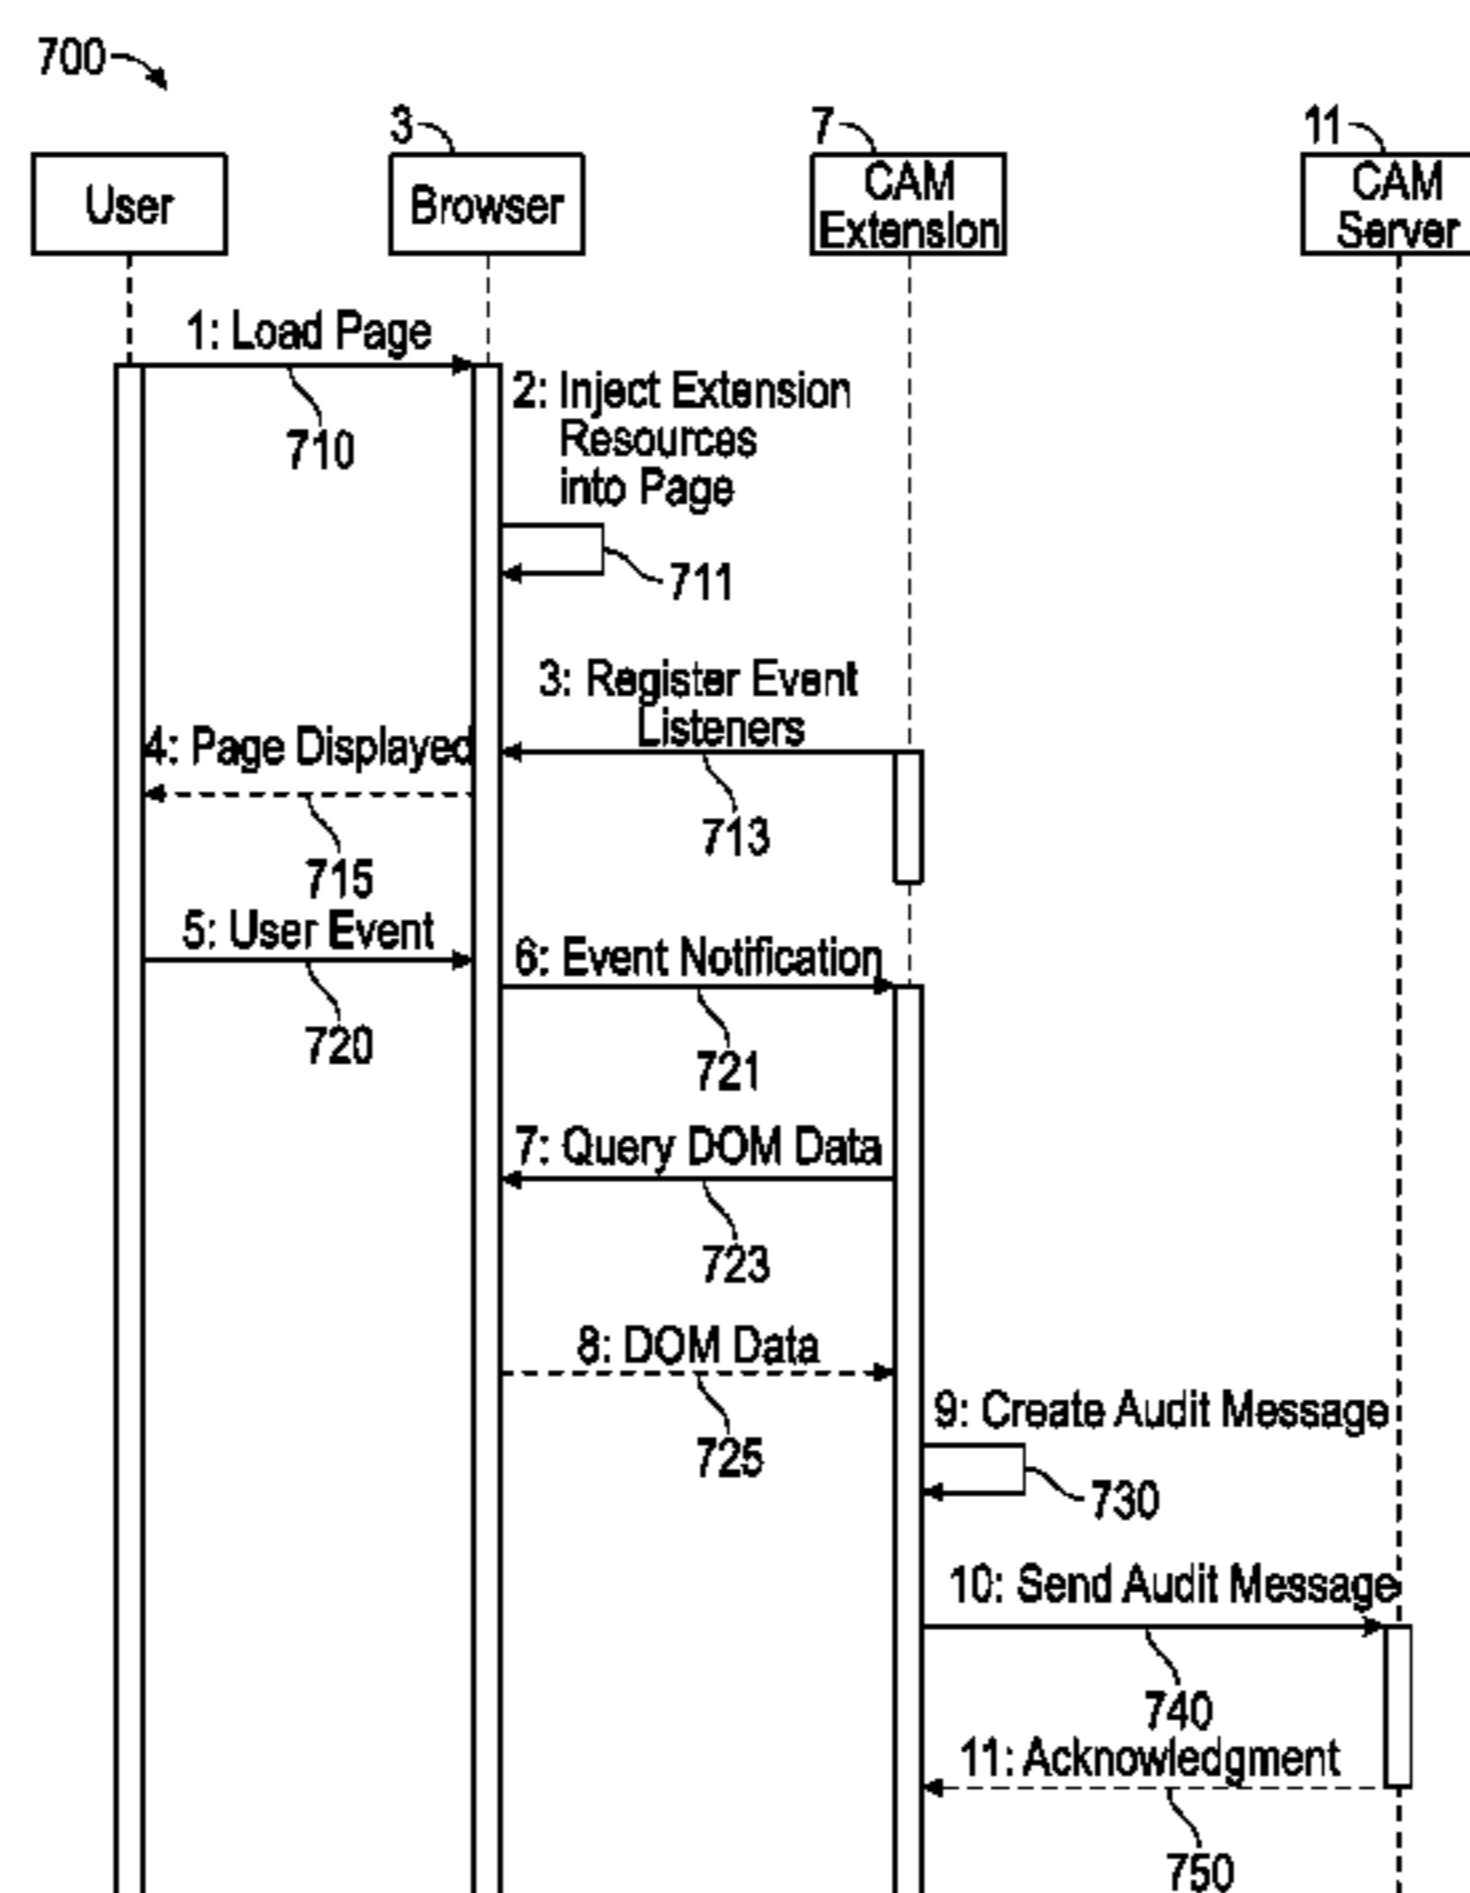 700
3
7
11
User
Browser
CAM
Extension
CAM
Server
1: Load Page
710
2: Inject Extension
Resources
into Page
711
3: Register Event
Listeners
713
4: Page Displayed
715
5: User Event
720
6: Event Notification
721
7: Query DOM Data
723
8: DOM Data
725
9: Create Audit Message
730
10: Send Audit Message
740
11: Acknowledgment
750